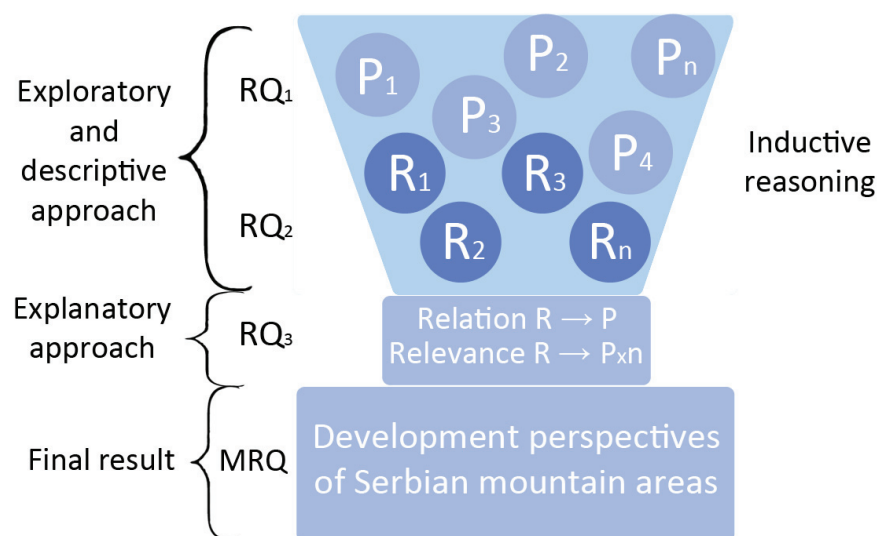 Exploratory
and
descriptive
approach
RQ₁
RQ₂
P₁
P₂
Pₙ
P₃
P₄
R₁
R₃
R₂
Rₙ
Inductive
reasoning
Explanatory
approach
RQ₃
Relation R → P
Relevance R → Pₓn
Final result
MRQ
Development perspectives
of Serbian mountain areas